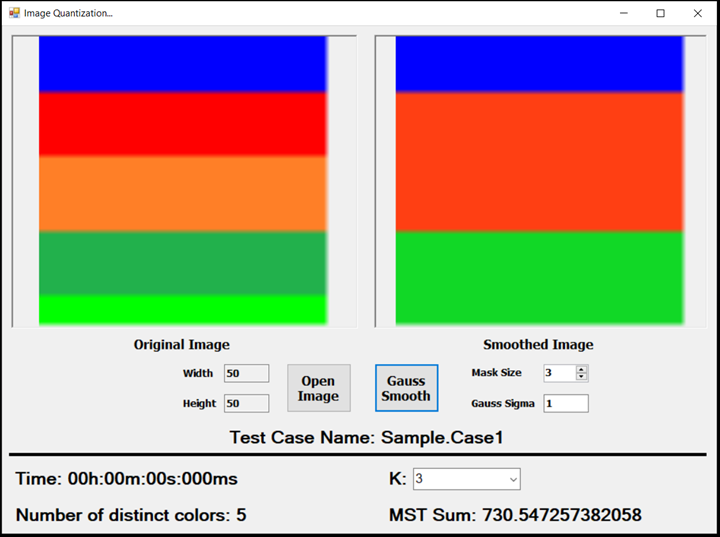 Image Quantization...
Original Image
Smoothed Image
Width 50
Height 50
Open
Image
Gauss
Smooth
Mask Size 3
Gauss Sigma 1
Test Case Name: Sample.Case1
Time: 00h:00m:00s:000ms
K: 3
Number of distinct colors: 5
MST Sum: 730.547257382058